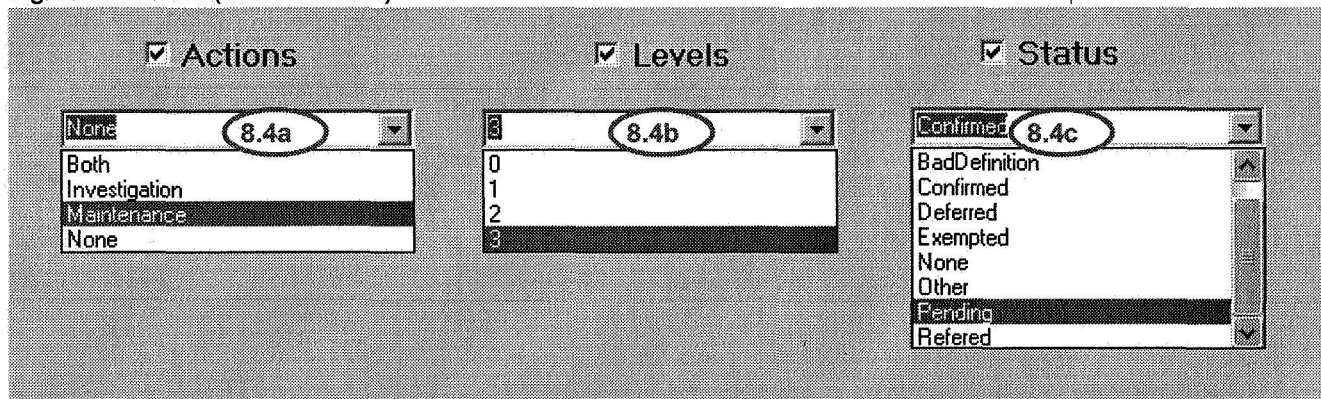 Actions
Levels
Status
None
8.4a
Both
Investigation
Maintenance
None
3
8.4b
0
1
2
3
Confirmed
8.4c
BadDefinition
Confirmed
Deferred
Exempted
None
Other
Pending
Refered